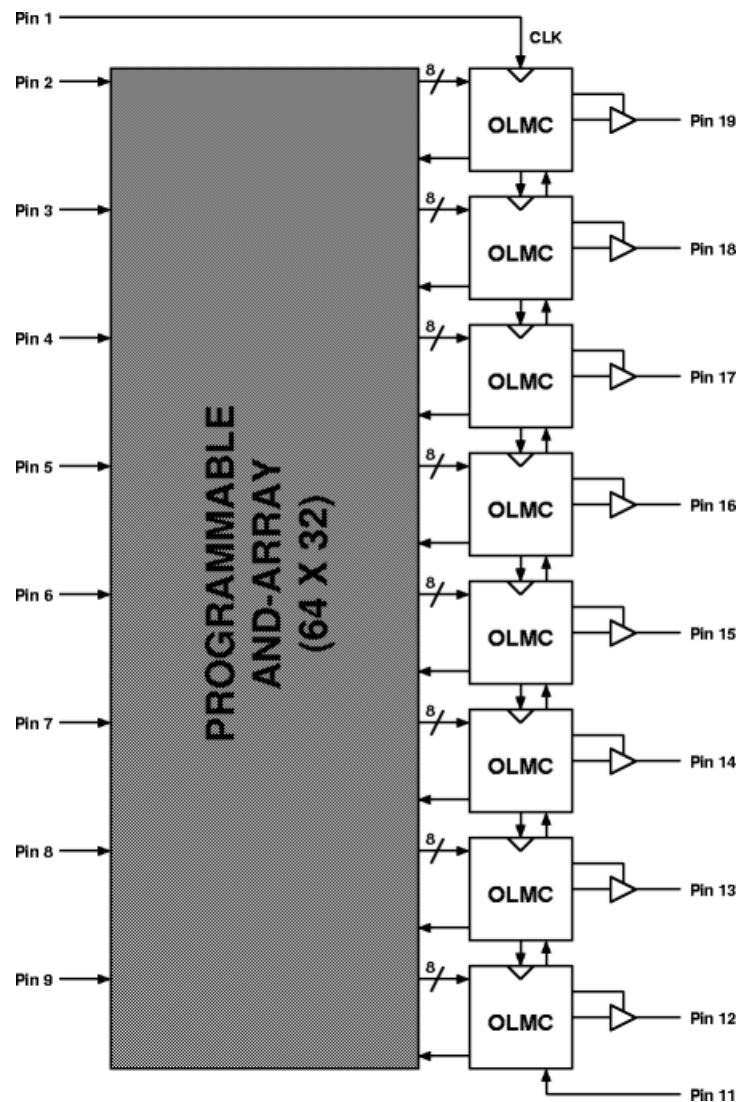 Pin 1
CLK
Pin 2
8
OLMC
Pin 19
Pin 3
8
OLMC
Pin 18
Pin 4
8
OLMC
Pin 17
PROGRAMMABLE
AND-ARRAY
(64 X 32)
Pin 5
8
OLMC
Pin 16
Pin 6
8
OLMC
Pin 15
Pin 7
8
OLMC
Pin 14
Pin 8
8
OLMC
Pin 13
Pin 9
8
OLMC
Pin 12
Pin 11